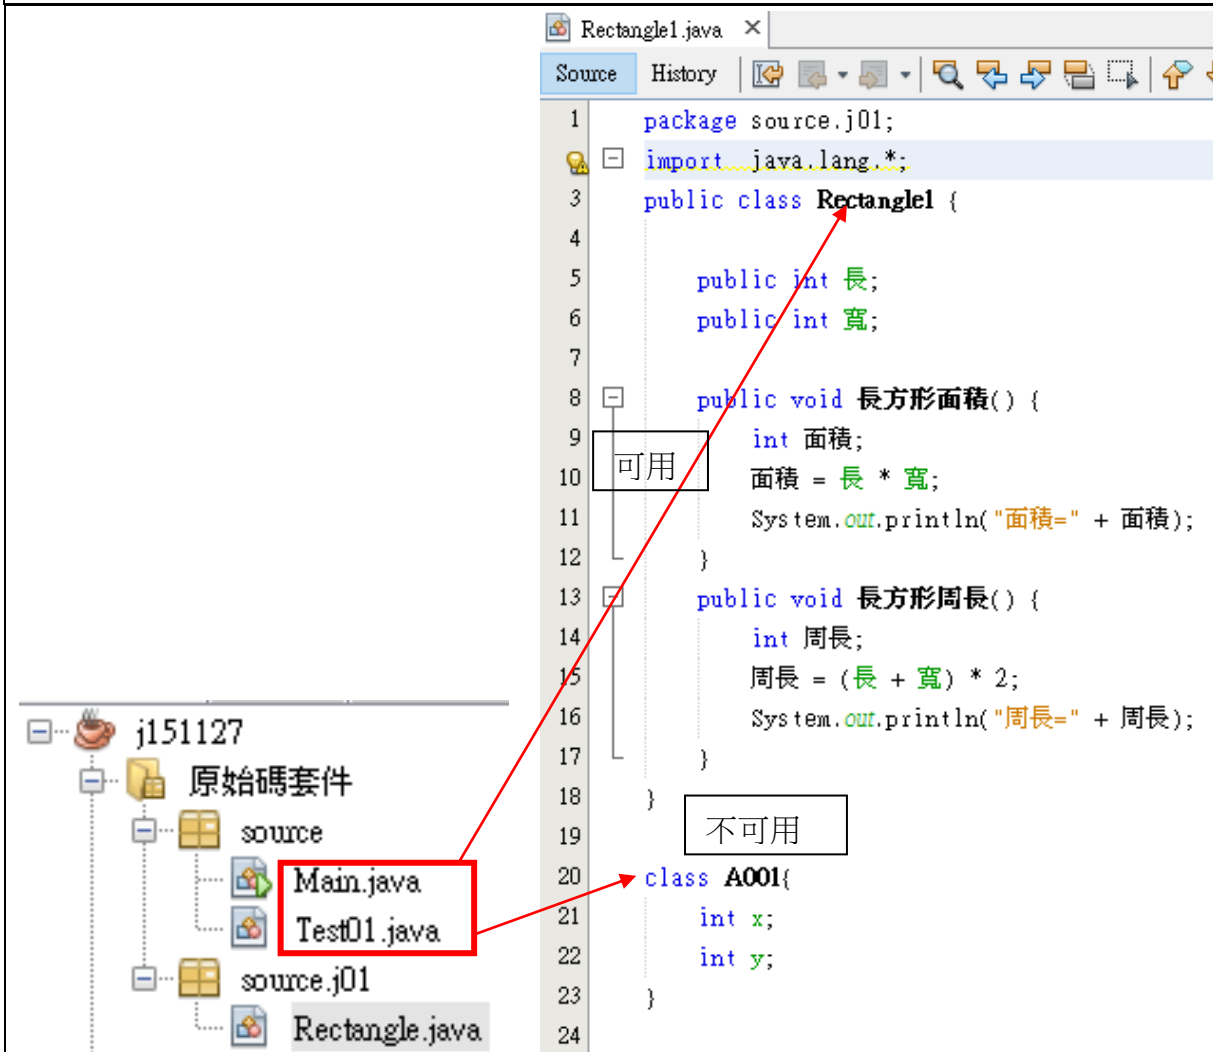 Rectangle1.java
Source History
1 package source.j01;
import java.lang.*;
3 public class Rectangle1 {
4
5 public int 長;
6 public int 寬;
7
8 public void 長方形面積() {
9 int 面積;
可用
10 面積 = 長 * 寬;
11 System.out.println("面積=" + 面積);
12 }
13 public void 長方形周長() {
14 int 周長;
15 周長 = (長 + 寬) * 2;
16 System.out.println("周長=" + 周長);
17 }
18 }
不可用
19
20 class A001{
21 int x;
22 int y;
23 }
24
j151127
原始碼套件
source
Main.java
Test01.java
source.j01
Rectangle.java